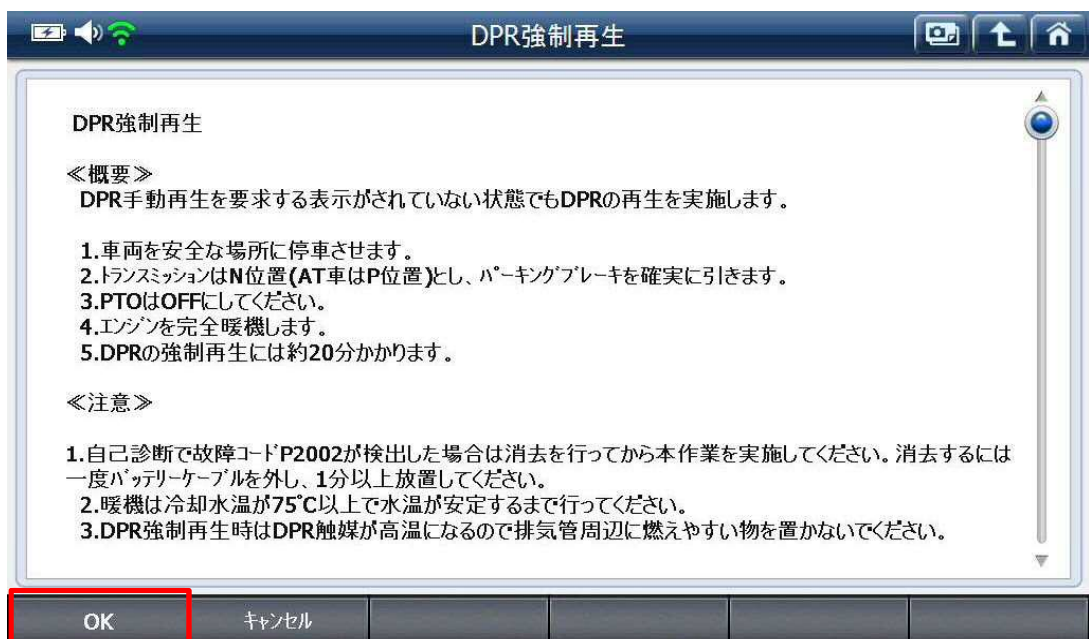 DPR強制再生
DPR強制再生
≪概要≫
DPR手動再生を要求する表示がされていない状態でもDPRの再生を実施します。
1.車両を安全な場所に停車させます。
2.トランスミッションはN位置(AT車はP位置)とし、パーキングブレーキを確実に引きます。
3.PTOはOFFにしてください。
4.エンジンを完全暖機します。
5.DPRの強制再生には約20分かかります。
≪注意≫
1.自己診断で故障コードP2002が検出した場合は消去を行ってから本作業を実施してください。消去するには
一度バッテリーケーブルを外し、1分以上放置してください。
2.暖機は冷却水温が75℃以上で水温が安定するまで行ってください。
3.DPR強制再生時はDPR触媒が高温になるので排気管周辺に燃えやすい物を置かないでください。
OK キャンセル